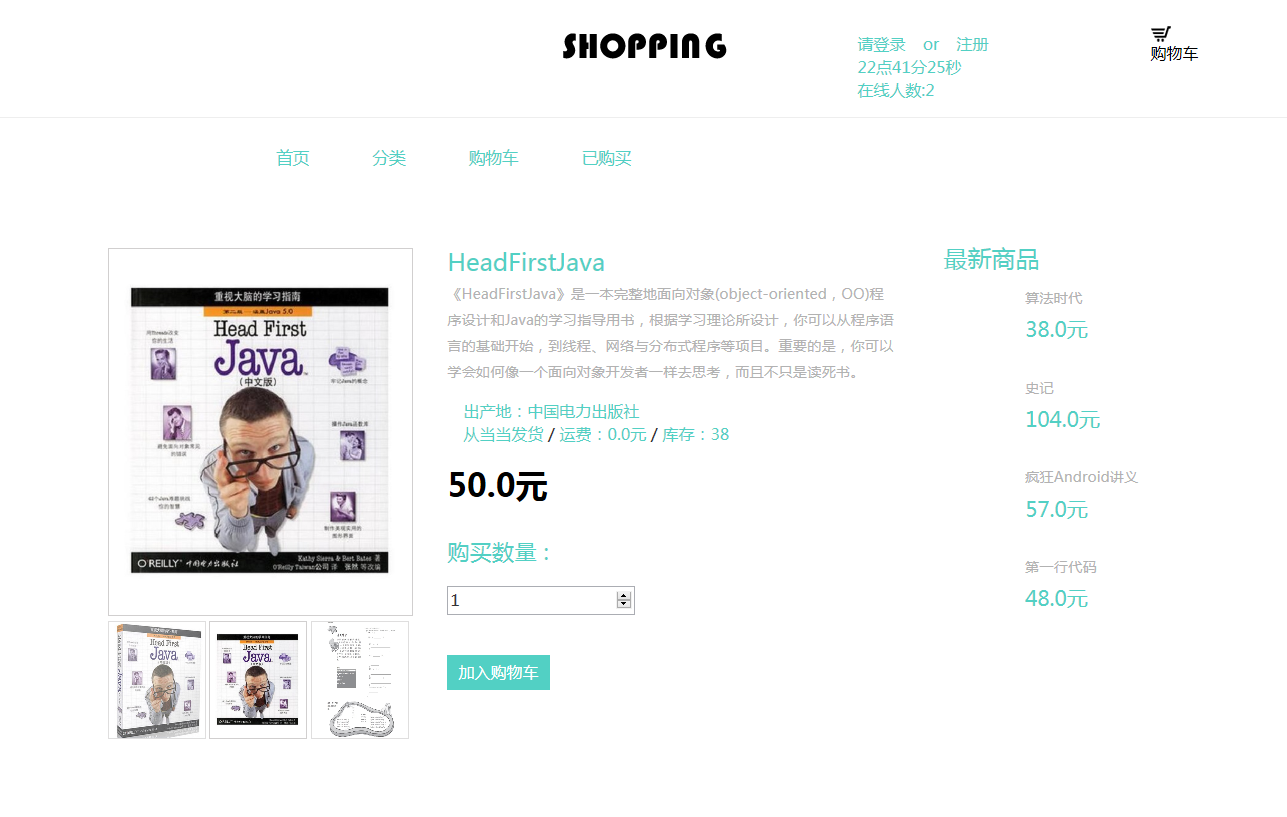 SHOPPING
请登录 or 注册
22点41分25秒
在线人数:2
购物车
首页 分类 购物车 已购买
重视大脑的学习指南
第二版·涵盖Java 5.0
Head First
Java™
(中文版)
O'REILLY® 中国电力出版社
Kathy Sierra & Bert Bates 著
O'Reilly Taiwan公司 译 张然 等改编
HeadFirstJava
《HeadFirstJava》是一本完整地面向对象(object-oriented，OO)程
序设计和Java的学习指导用书，根据学习理论所设计，你可以从程序语
言的基础开始，到线程、网络与分布式程序等项目。重要的是，你可以
学会如何像一个面向对象开发者一样去思考，而且不只是读死书。
出产地：中国电力出版社
从当当发货 / 运费：0.0元 / 库存：38
50.0元
购买数量：
1
加入购物车
最新商品
算法时代
38.0元
史记
104.0元
疯狂Android讲义
57.0元
第一行代码
48.0元
Head First
Java
Head First
Java